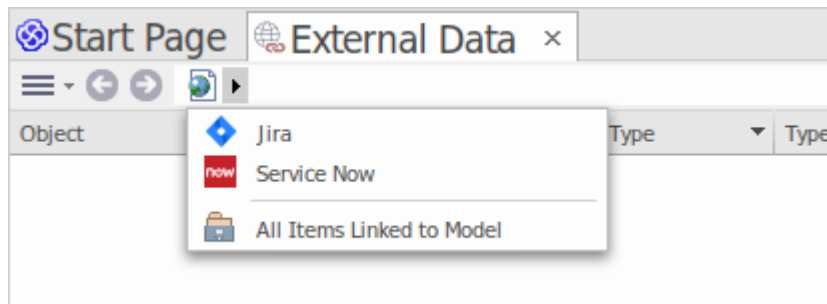 Start Page External Data ×
Object Type Type
Jira
now Service Now
All Items Linked to Model